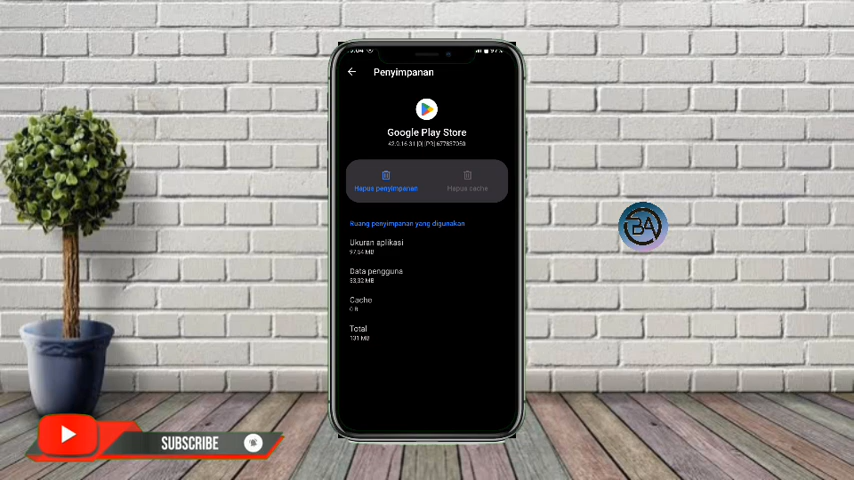 Penyimpanan
Google Play Store
Hapus penyimpanan
Hapus cache
Ruang penyimpanan yang digunakan
Ukuran aplikasi
97,54 MB
Data pengguna
33,32 MB
Cache
0 B
Total
131 MB
BA
SUBSCRIBE